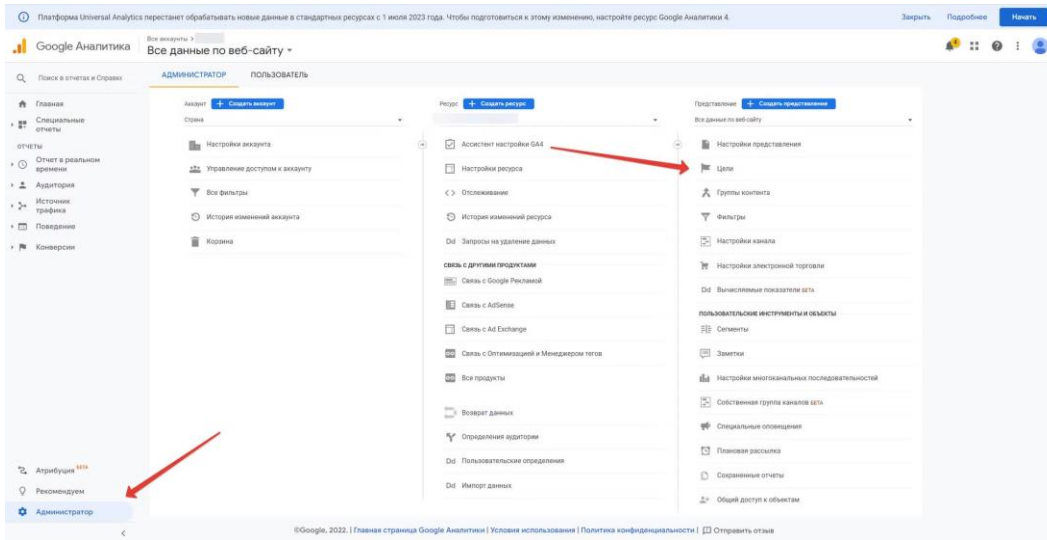 Платформа Universal Analytics перестанет обрабатывать новые данные в стандартных ресурсах с 1 июля 2023 года. Чтобы подготовиться к этому изменению, настройте ресурс Google Аналитики 4.
Закрыть
Подробнее
Начать
Google Аналитика
Все аккаунты >
Все данные по веб-сайту
4
Поиск в отчетах и Справке
АДМИНИСТРАТОР
ПОЛЬЗОВАТЕЛЬ
Главная
Специальные
отчеты
ОТЧЕТЫ
Отчет в реальном
времени
Аудитория
Источник
трафика
Поведение
Конверсии
Атрибуция БЕТА
Рекомендуем
Администратор
Аккаунт
+ Создать аккаунт
Страна
Настройки аккаунта
Управление доступом к аккаунту
Все фильтры
История изменений аккаунта
Корзина
Ресурс
+ Создать ресурс
Ассистент настройки GA4
Настройки ресурса
Отслеживание
История изменений ресурса
Dd Запросы на удаление данных
СВЯЗЬ С ДРУГИМИ ПРОДУКТАМИ
Связь с Google Рекламой
Связь с AdSense
Связь с Ad Exchange
Связь с Оптимизацией и Менеджером тегов
Все продукты
Возврат данных
Определения аудитории
Dd Пользовательские определения
Dd Импорт данных
Представление
+ Создать представление
Все данные по веб-сайту
Настройки представления
Цели
Группы контента
Фильтры
Настройки канала
Настройки электронной торговли
Dd Вычисляемые показатели БЕТА
ПОЛЬЗОВАТЕЛЬСКИЕ ИНСТРУМЕНТЫ И ОБЪЕКТЫ
Сегменты
Заметки
Настройки многоканальных последовательностей
Собственная группа каналов БЕТА
Специальные оповещения
Плановая рассылка
Сохраненные отчеты
Общий доступ к объектам
©Google, 2022. | Главная страница Google Аналитики | Условия использования | Политика конфиденциальности | Отправить отзыв